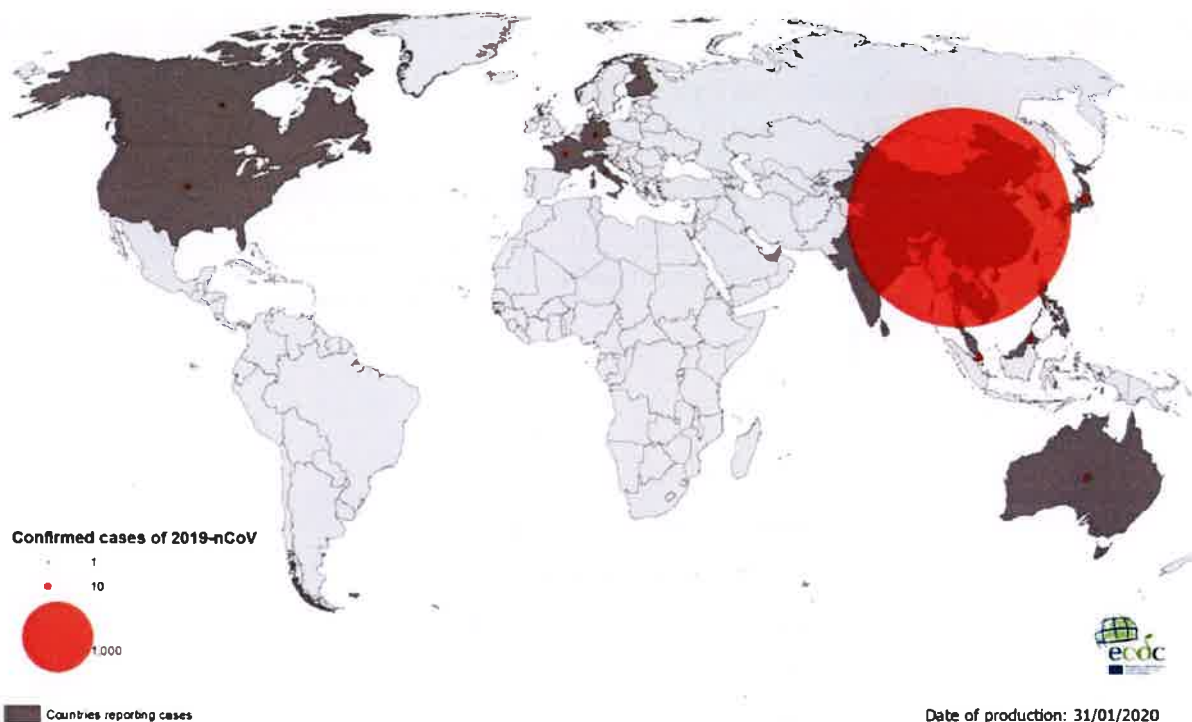 Confirmed cases of 2019-nCoV
1
10
1,000
Countries reporting cases
ecdc
Date of production: 31/01/2020